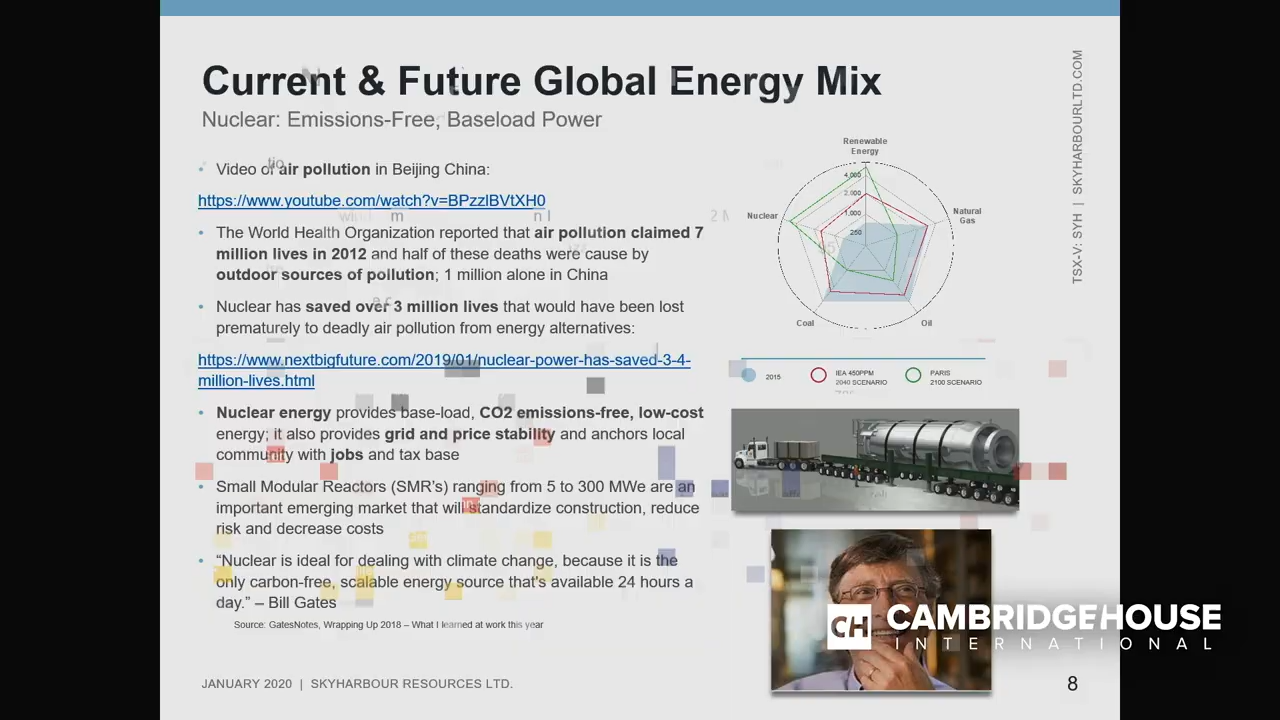 Current & Future Global Energy Mix
Nuclear: Emissions-Free, Baseload Power
• Video of air pollution in Beijing China:
https://www.youtube.com/watch?v=BPzzlBVtXH0
• The World Health Organization reported that air pollution claimed 7
million lives in 2012 and half of these deaths were cause by
outdoor sources of pollution; 1 million alone in China
• Nuclear has saved over 3 million lives that would have been lost
prematurely to deadly air pollution from energy alternatives:
https://www.nextbigfuture.com/2019/01/nuclear-power-has-saved-3-4-
million-lives.html
• Nuclear energy provides base-load, CO2 emissions-free, low-cost
energy; it also provides grid and price stability and anchors local
community with jobs and tax base
• Small Modular Reactors (SMR's) ranging from 5 to 300 MWe are an
important emerging market that will standardize construction, reduce
risk and decrease costs
• “Nuclear is ideal for dealing with climate change, because it is the
only carbon-free, scalable energy source that's available 24 hours a
day.” – Bill Gates
Source: GatesNotes, Wrapping Up 2018 – What I learned at work this year
Renewable
Energy
4,000
2,000
1,000
250
Nuclear
Natural
Gas
Coal
Oil
2015
IEA 450PPM
2040 SCENARIO
PARIS
2100 SCENARIO
TSX-V: SYH | SKYHARBOURLTD.COM
CH
CAMBRIDGEHOUSE
INTERNATIONAL
JANUARY 2020 | SKYHARBOUR RESOURCES LTD.
8